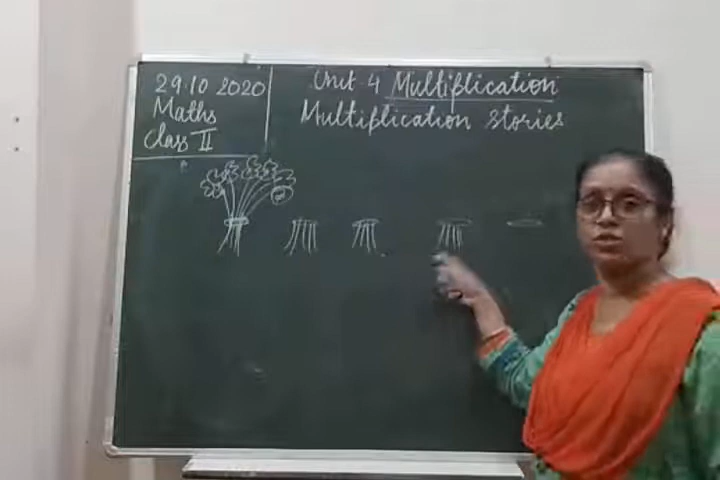 29.10 2020
Maths
Class II
Unit 4 Multiplication
Multiplication stories